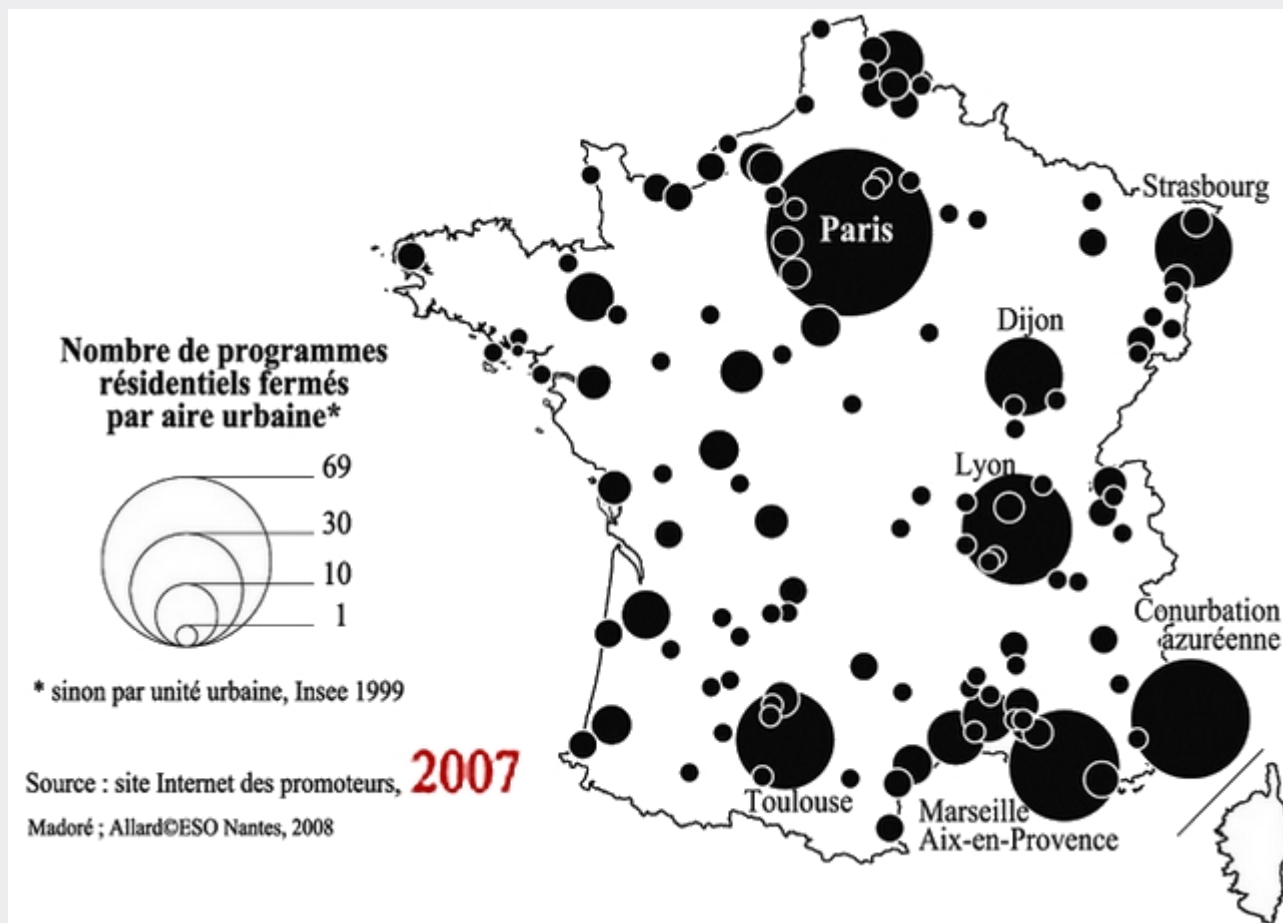 Strasbourg
Paris
Dijon
Nombre de programmes
résidentiels fermés
par aire urbaine*
Lyon
69
30
10
1
Conurbation
azuréenne
* sinon par unité urbaine, Insee 1999
Source : site Internet des promoteurs, 2007
Toulouse
Marseille
Aix-en-Provence
Madoré ; Allard©ESO Nantes, 2008